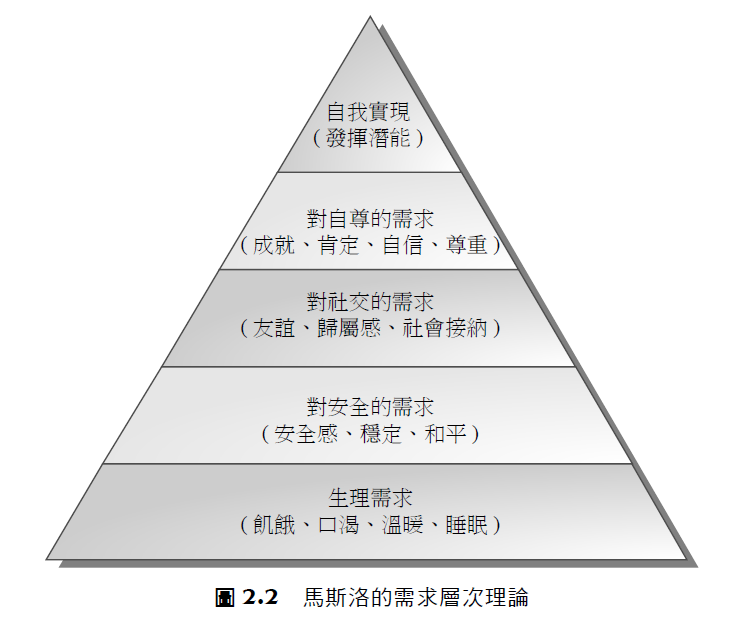 自我實現
（發揮潛能）
對自尊的需求
（成就、肯定、自信、尊重）
對社交的需求
（友誼、歸屬感、社會接納）
對安全的需求
（安全感、穩定、和平）
生理需求
（飢餓、口渴、溫暖、睡眠）
圖 2.2　馬斯洛的需求層次理論